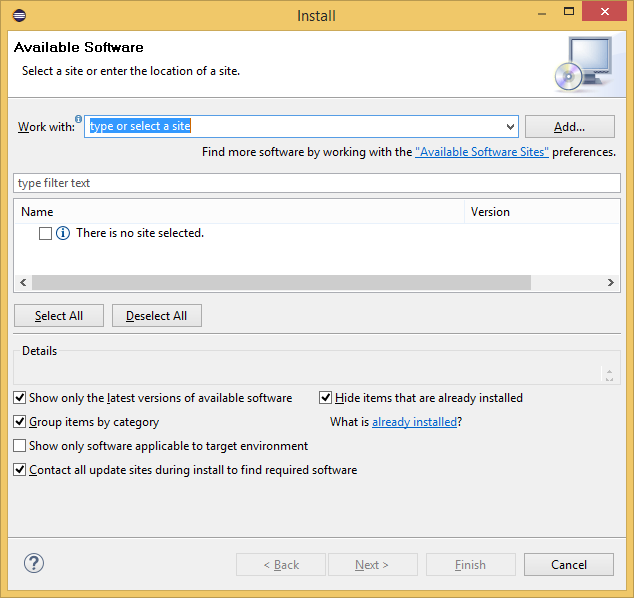 Install
Available Software
Select a site or enter the location of a site.
Work with: type or select a site Add...
Find more software by working with the "Available Software Sites" preferences.
type filter text
Name Version
There is no site selected.
Select All Deselect All
Details
Show only the latest versions of available software Hide items that are already installed
Group items by category What is already installed?
Show only software applicable to target environment
Contact all update sites during install to find required software
< Back Next > Finish Cancel